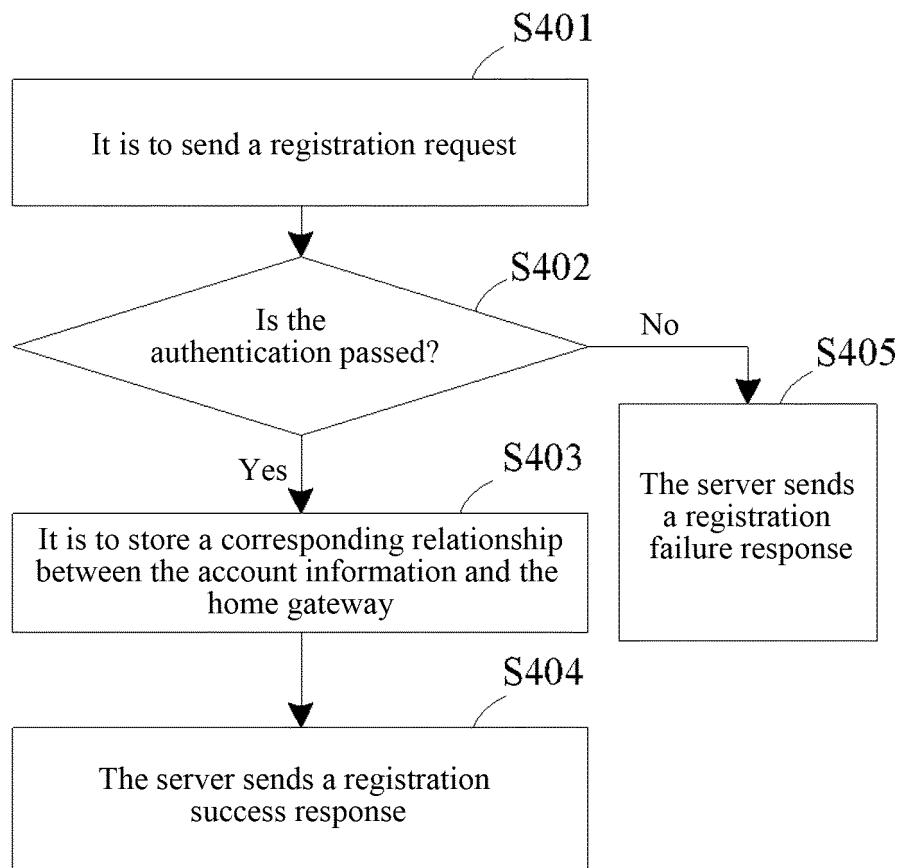 S401
It is to send a registration request
S402
Is the
authentication passed?
No
S405
The server sends
a registration
failure response
Yes
S403
It is to store a corresponding relationship
between the account information and the
home gateway
S404
The server sends a registration
success response